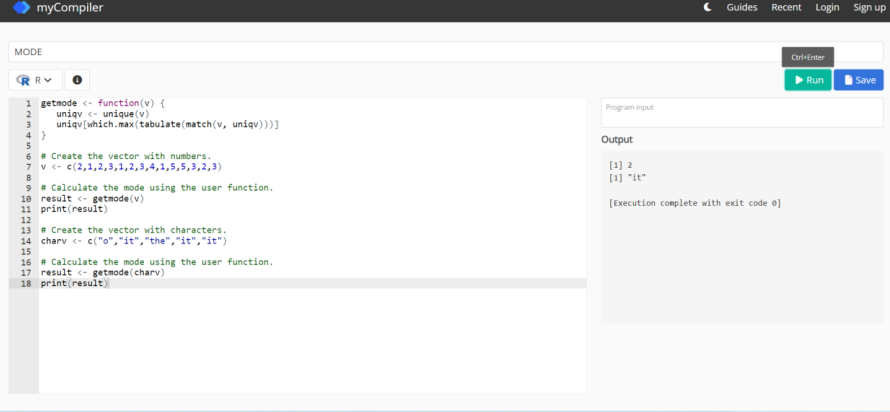 myCompiler
Guides Recent Login Sign up
MODE
Ctrl+Enter
R
Run Save
1 getmode <- function(v) {
2    uniqv <- unique(v)
3    uniqv[which.max(tabulate(match(v, uniqv)))]
4 }
5
6 # Create the vector with numbers.
7 v <- c(2,1,2,3,1,2,3,4,1,5,5,3,2,3)
8
9 # Calculate the mode using the user function.
10 result <- getmode(v)
11 print(result)
12
13 # Create the vector with characters.
14 charv <- c("o","it","the","it","it")
15
16 # Calculate the mode using the user function.
17 result <- getmode(charv)
18 print(result)
Program input
Output
[1] 2
[1] "it"
[Execution complete with exit code 0]